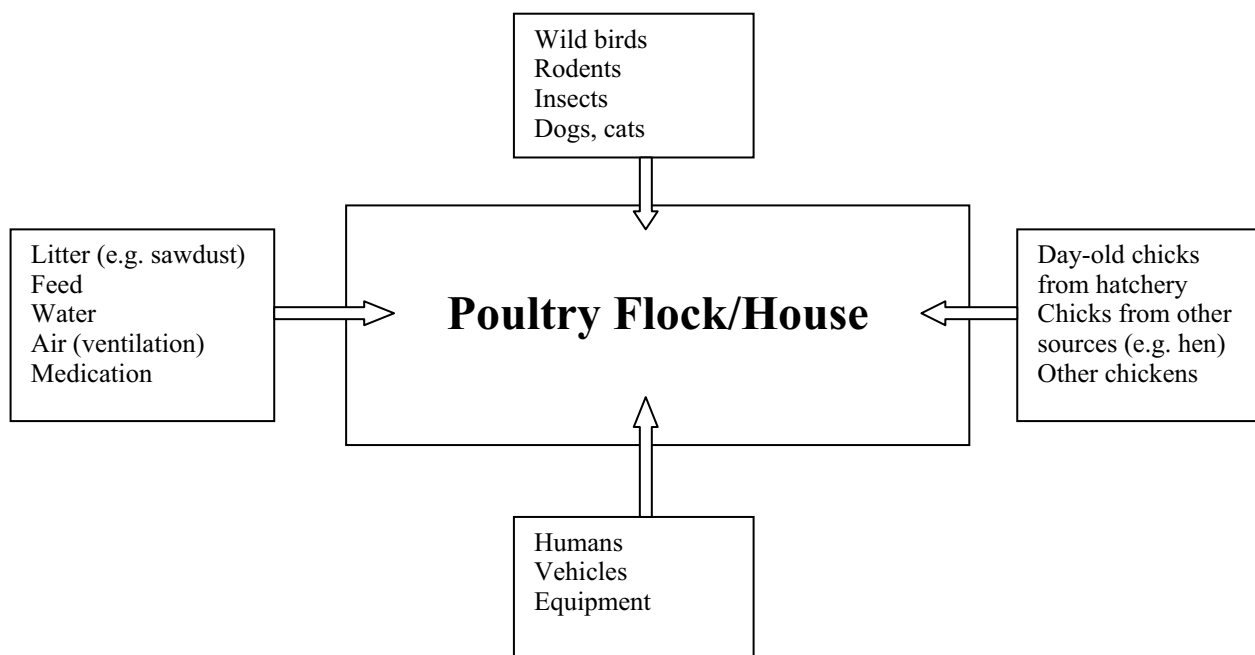 Wild birds
Rodents
Insects
Dogs, cats
Litter (e.g. sawdust)
Feed
Water
Air (ventilation)
Medication
Poultry Flock/House
Day-old chicks
from hatchery
Chicks from other
sources (e.g. hen)
Other chickens
Humans
Vehicles
Equipment